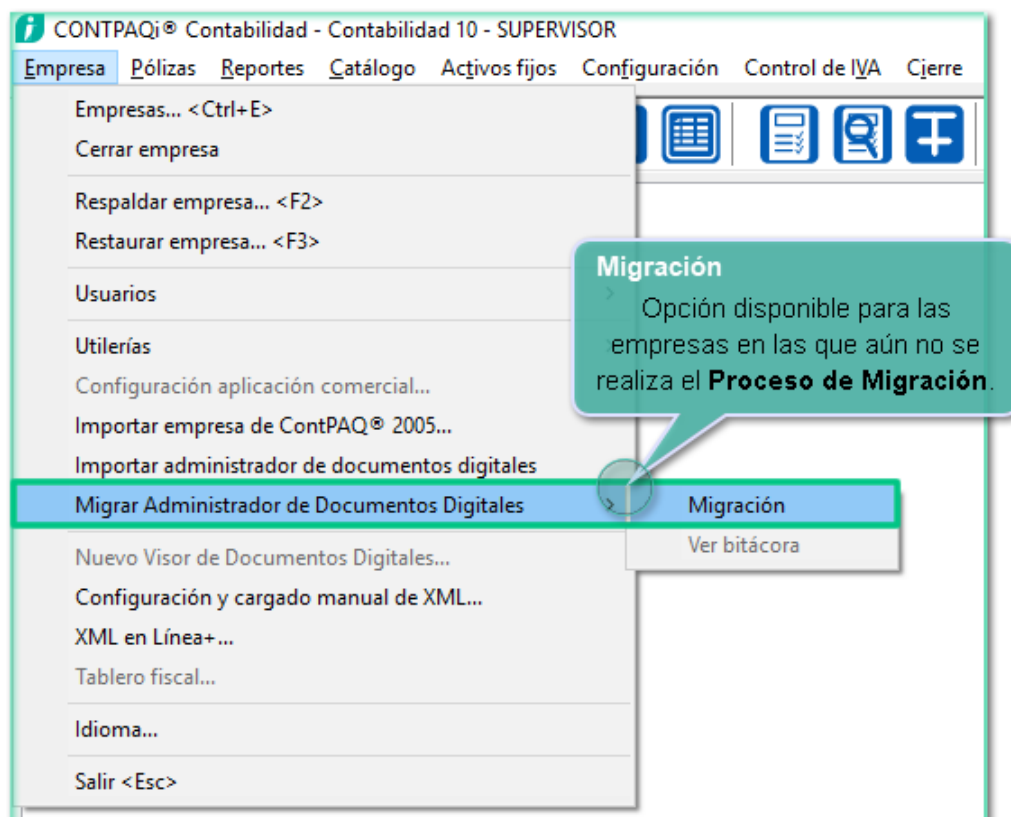 CONTPAQi® Contabilidad - Contabilidad 10 - SUPERVISOR
Empresa Pólizas Reportes Catálogo Activos fijos Configuración Control de IVA Cierre
Empresas... <Ctrl+E>
Cerrar empresa
Respaldar empresa... <F2>
Restaurar empresa... <F3>
Usuarios
Utilerías
Configuración aplicación comercial...
Importar empresa de ContPAQ® 2005...
Importar administrador de documentos digitales
Migrar Administrador de Documentos Digitales
Nuevo Visor de Documentos Digitales...
Configuración y cargado manual de XML...
XML en Línea+...
Tablero fiscal...
Idioma...
Salir <Esc>
Migración
Ver bitácora
Migración
Opción disponible para las
empresas en las que aún no se
realiza el Proceso de Migración.